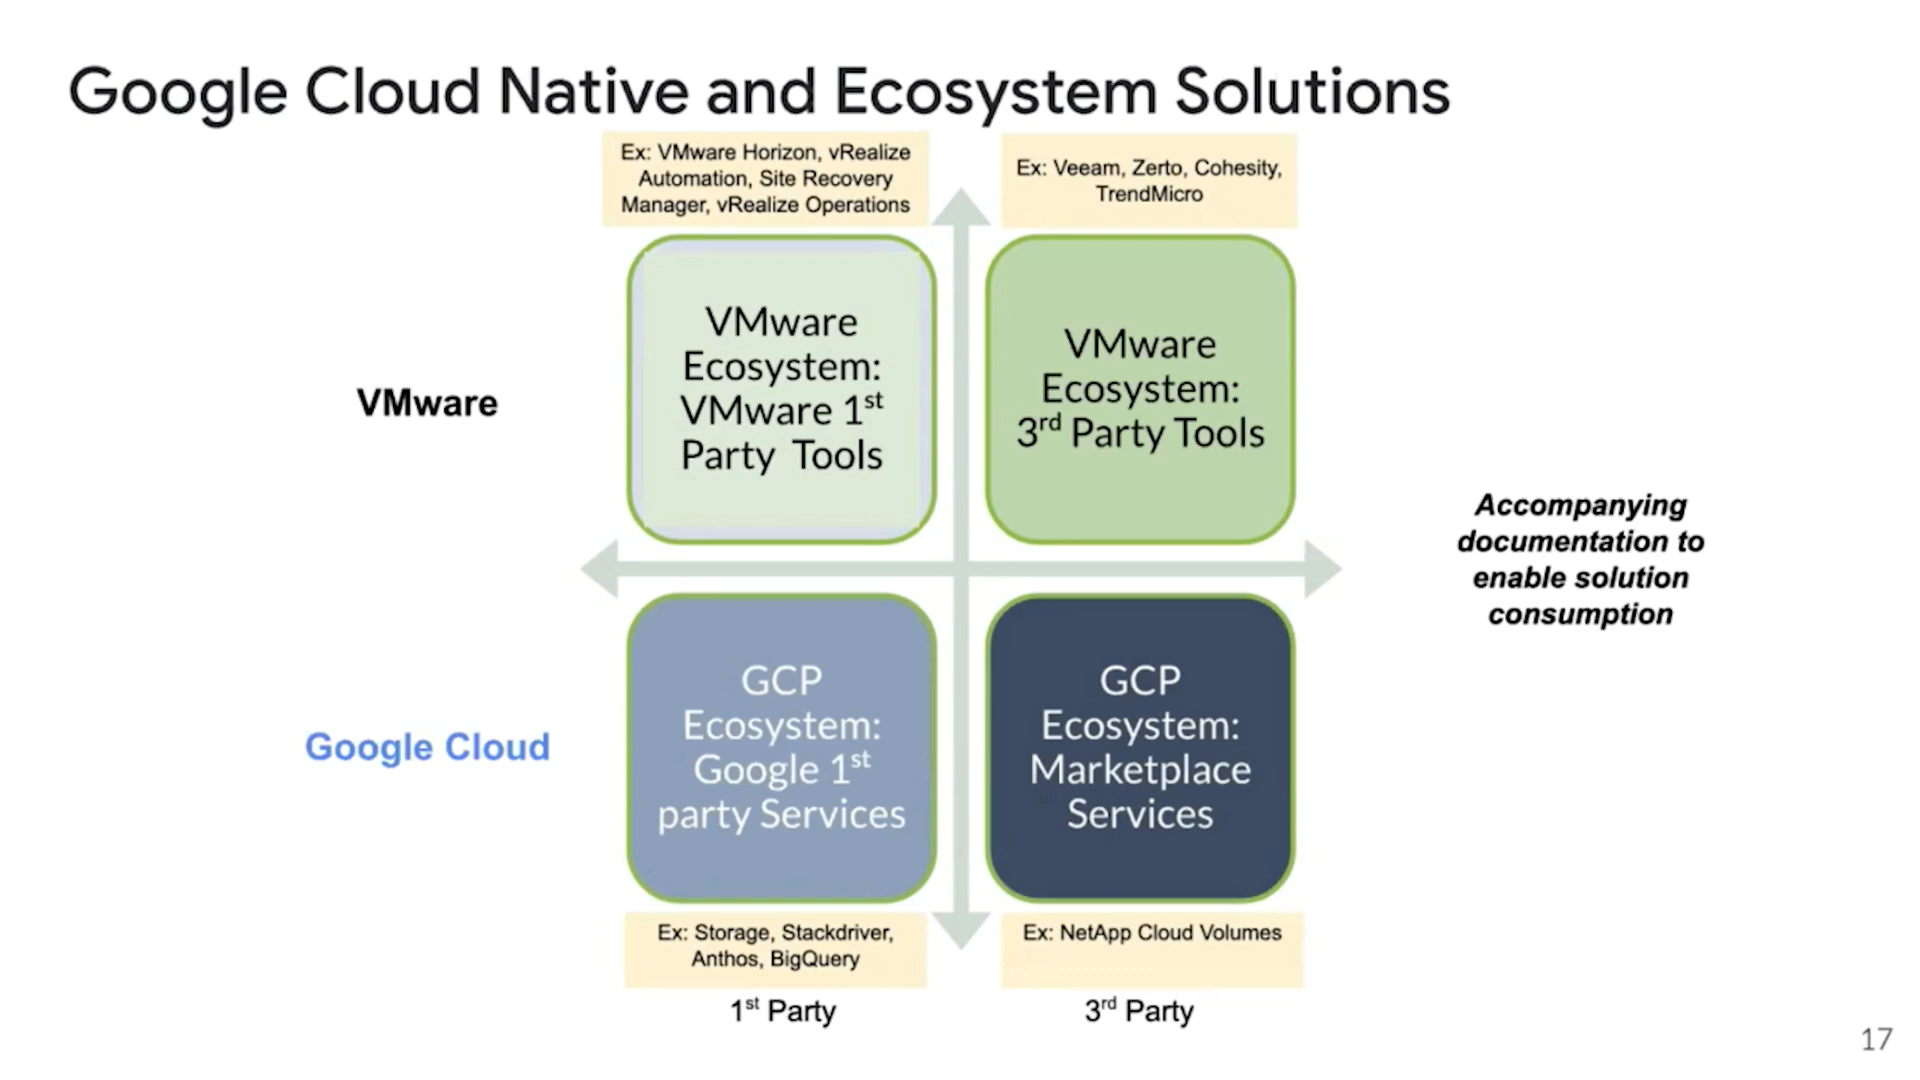 Google Cloud Native and Ecosystem Solutions
Ex: VMware Horizon, vRealize
Automation, Site Recovery
Manager, vRealize Operations
Ex: Veeam, Zerto, Cohesity,
TrendMicro
VMware
VMware
Ecosystem:
VMware 1st
Party Tools
VMware
Ecosystem:
3rd Party Tools
Accompanying
documentation to
enable solution
consumption
Google Cloud
GCP
Ecosystem:
Google 1st
party Services
GCP
Ecosystem:
Marketplace
Services
Ex: Storage, Stackdriver,
Anthos, BigQuery
Ex: NetApp Cloud Volumes
1st Party
3rd Party
17